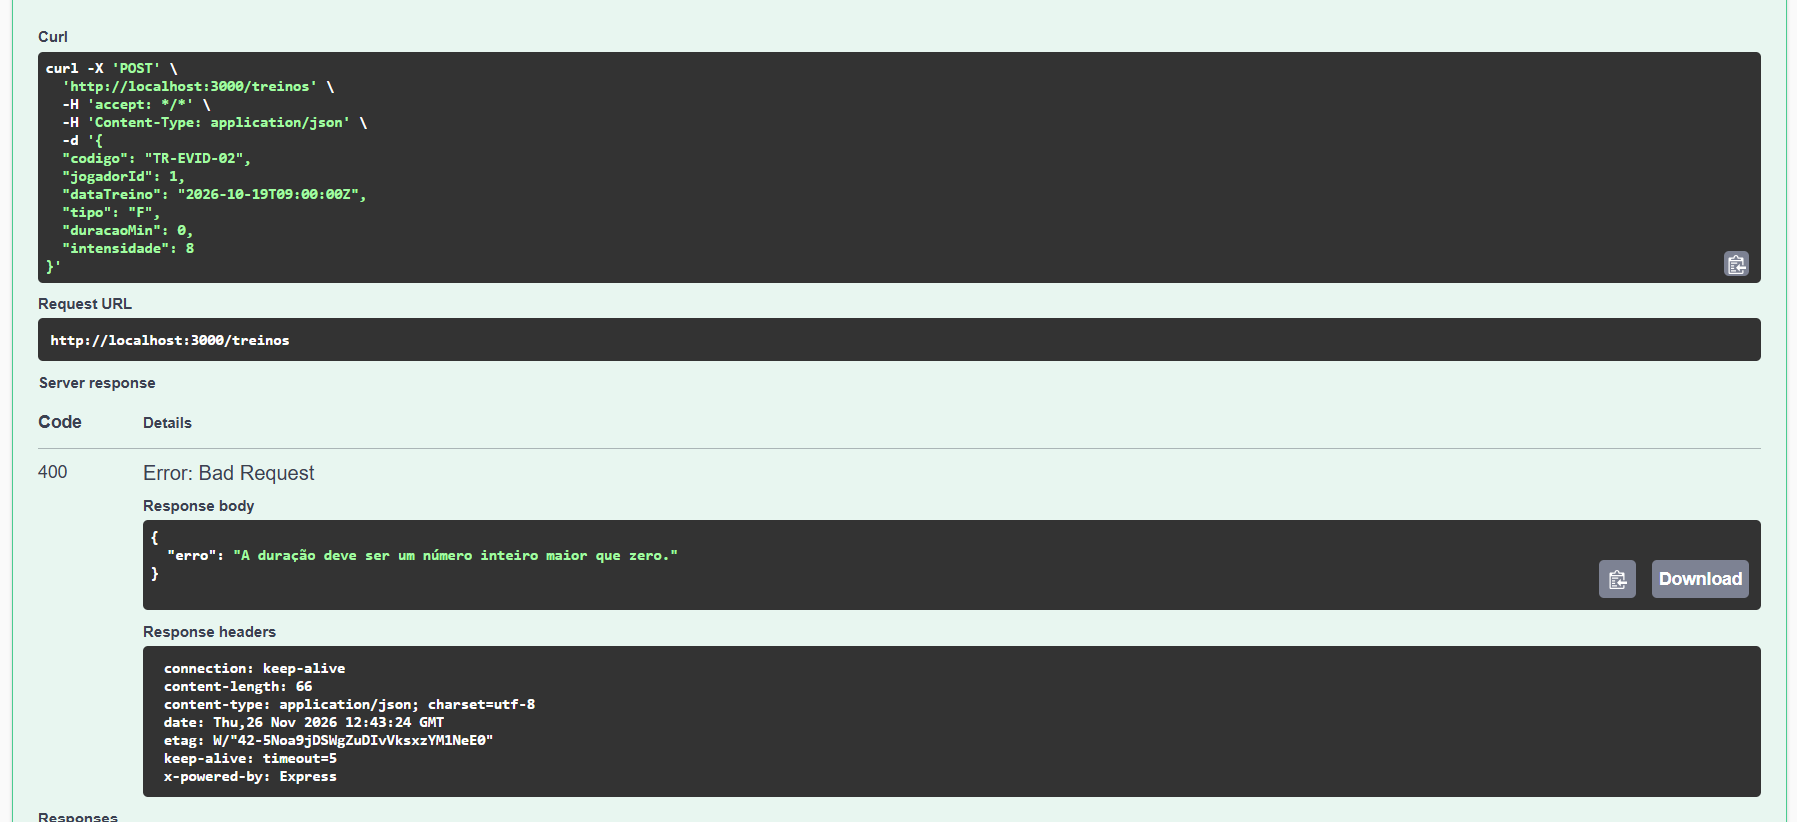 Curl
curl -X 'POST' \
  'http://localhost:3000/treinos' \
  -H 'accept: */*' \
  -H 'Content-Type: application/json' \
  -d '{
  "codigo": "TR-EVID-02",
  "jogadorId": 1,
  "dataTreino": "2026-10-19T09:00:00Z",
  "tipo": "F",
  "duracaoMin": 0,
  "intensidade": 8
}'
Request URL
http://localhost:3000/treinos
Server response
Code Details
400 Error: Bad Request
Response body
{
  "erro": "A duração deve ser um número inteiro maior que zero."
}
Download
Response headers
connection: keep-alive
content-length: 66
content-type: application/json; charset=utf-8
date: Thu,26 Nov 2026 12:43:24 GMT
etag: W/"42-5Noa9jDSWgZuDIvVksxzYM1NeE0"
keep-alive: timeout=5
x-powered-by: Express
Responses